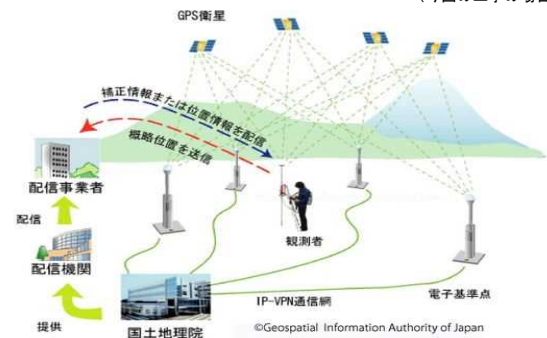 GPS衛星
補正情報または位置情報を配信
概略位置を送信
配信事業者
配信
配信機関
観測者
提供
国土地理院
IP-VPN通信網
電子基準点
©Geospatial Information Authority of Japan